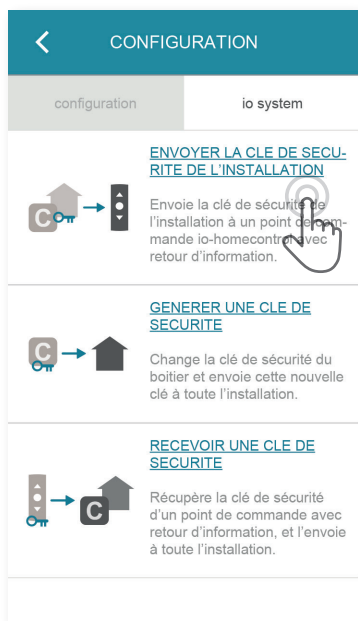 CONFIGURATION
configuration
io system
ENVOYER LA CLE DE SECU-
RITE DE L'INSTALLATION
Envoie la clé de sécurité de
l'installation à un point de com-
mande io-homecontrol avec
retour d'information.
C
GENERER UNE CLE DE
SECURITE
Change la clé de sécurité du
boitier et envoie cette nouvelle
clé à toute l'installation.
C
RECEVOIR UNE CLE DE
SECURITE
Récupère la clé de sécurité
d'un point de commande avec
retour d'information, et l'envoie
à toute l'installation.
C